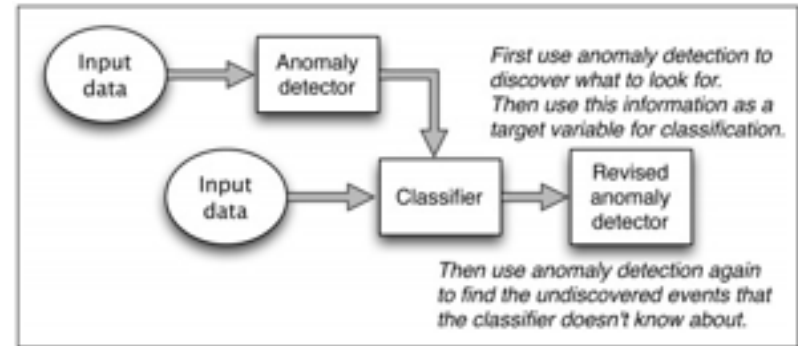 Input
data
Anomaly
detector
First use anomaly detection to
discover what to look for.
Then use this information as a
target variable for classification.
Input
data
Classifier
Revised
anomaly
detector
Then use anomaly detection again
to find the undiscovered events that
the classifier doesn't know about.